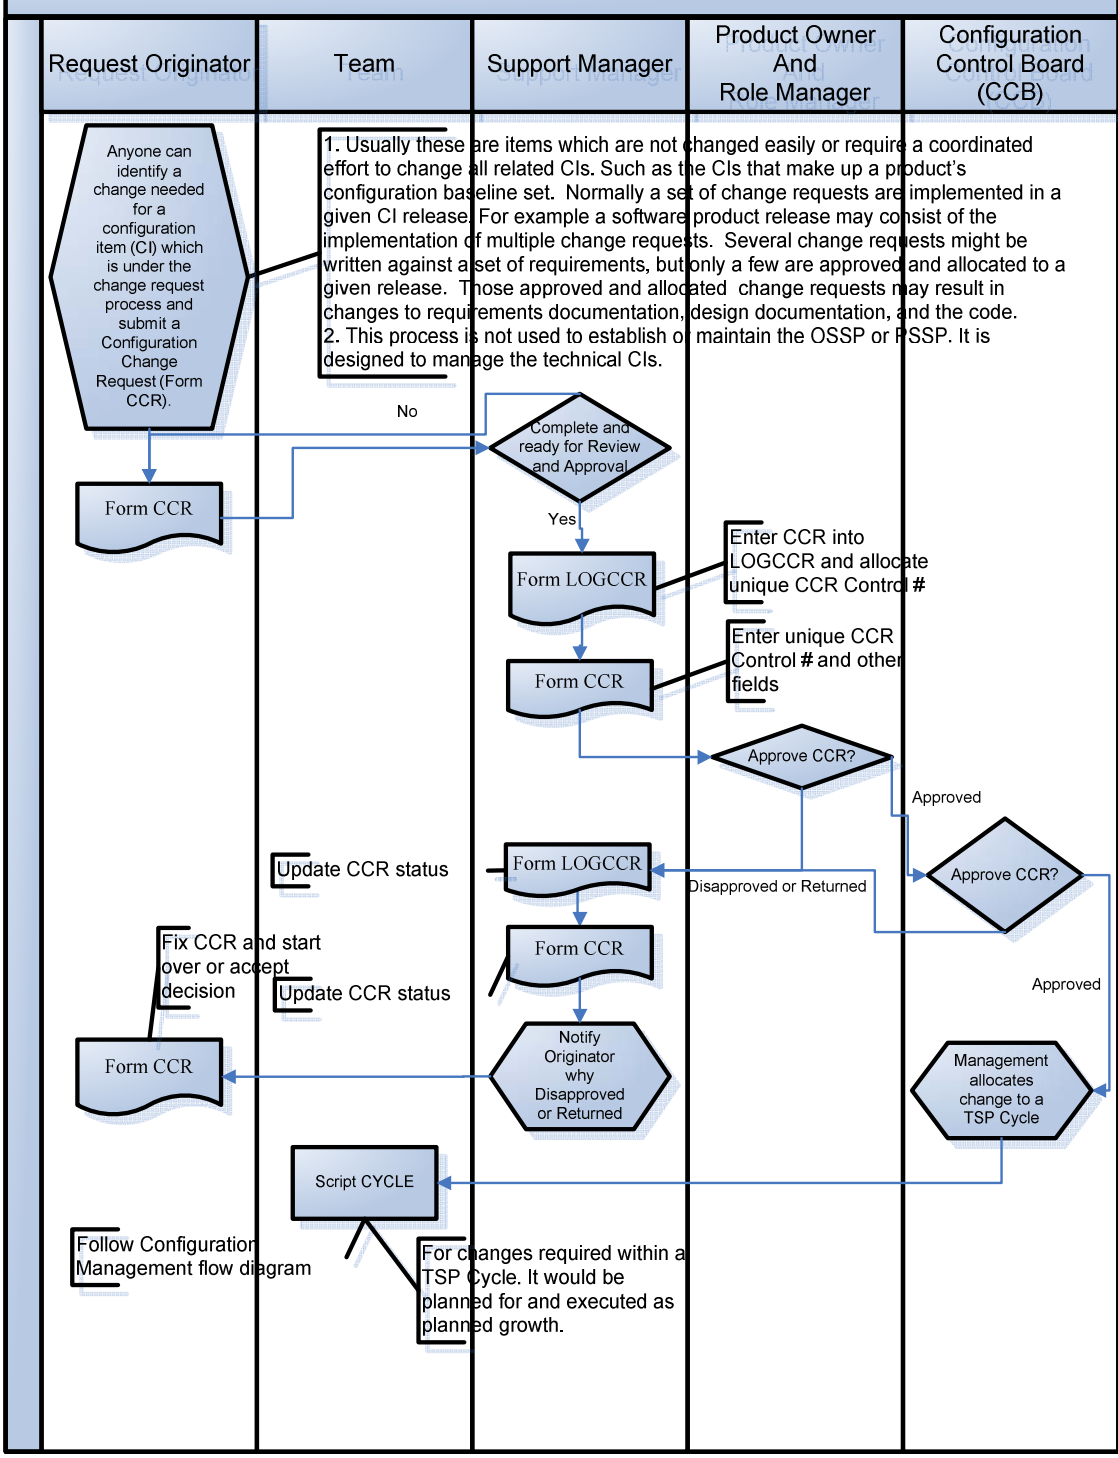 Request Originator
Team
Support Manager
Product Owner
And
Role Manager
Configuration
Control Board
(CCB)
Anyone can
identify a
change needed
for a
configuration
item (CI) which
is under the
change request
process and
submit a
Configuration
Change
Request (Form
CCR).
1. Usually these are items which are not changed easily or require a coordinated
effort to change all related CIs. Such as the CIs that make up a product's
configuration baseline set.  Normally a set of change requests are implemented in a
given CI release. For example a software product release may consist of the
implementation of multiple change requests.  Several change requests might be
written against a set of requirements, but only a few are approved and allocated to a
given release.  Those approved and allocated  change requests may result in
changes to requirements documentation, design documentation, and the code.
2. This process is not used to establish or maintain the OSSP or PSSP. It is
designed to manage the technical CIs.
No
Complete and
ready for Review
and Approval
Form CCR
Yes
Form LOGCCR
Enter CCR into
LOGCCR and allocate
unique CCR Control #
Form CCR
Enter unique CCR
Control # and other
fields
Approve CCR?
Approved
Update CCR status
Form LOGCCR
Disapproved or Returned
Approve CCR?
Fix CCR and start
over or accept
decision
Form CCR
Update CCR status
Approved
Form CCR
Notify
Originator
why
Disapproved
or Returned
Management
allocates
change to a
TSP Cycle
Script CYCLE
Follow Configuration
Management flow diagram
For changes required within a
TSP Cycle. It would be
planned for and executed as
planned growth.